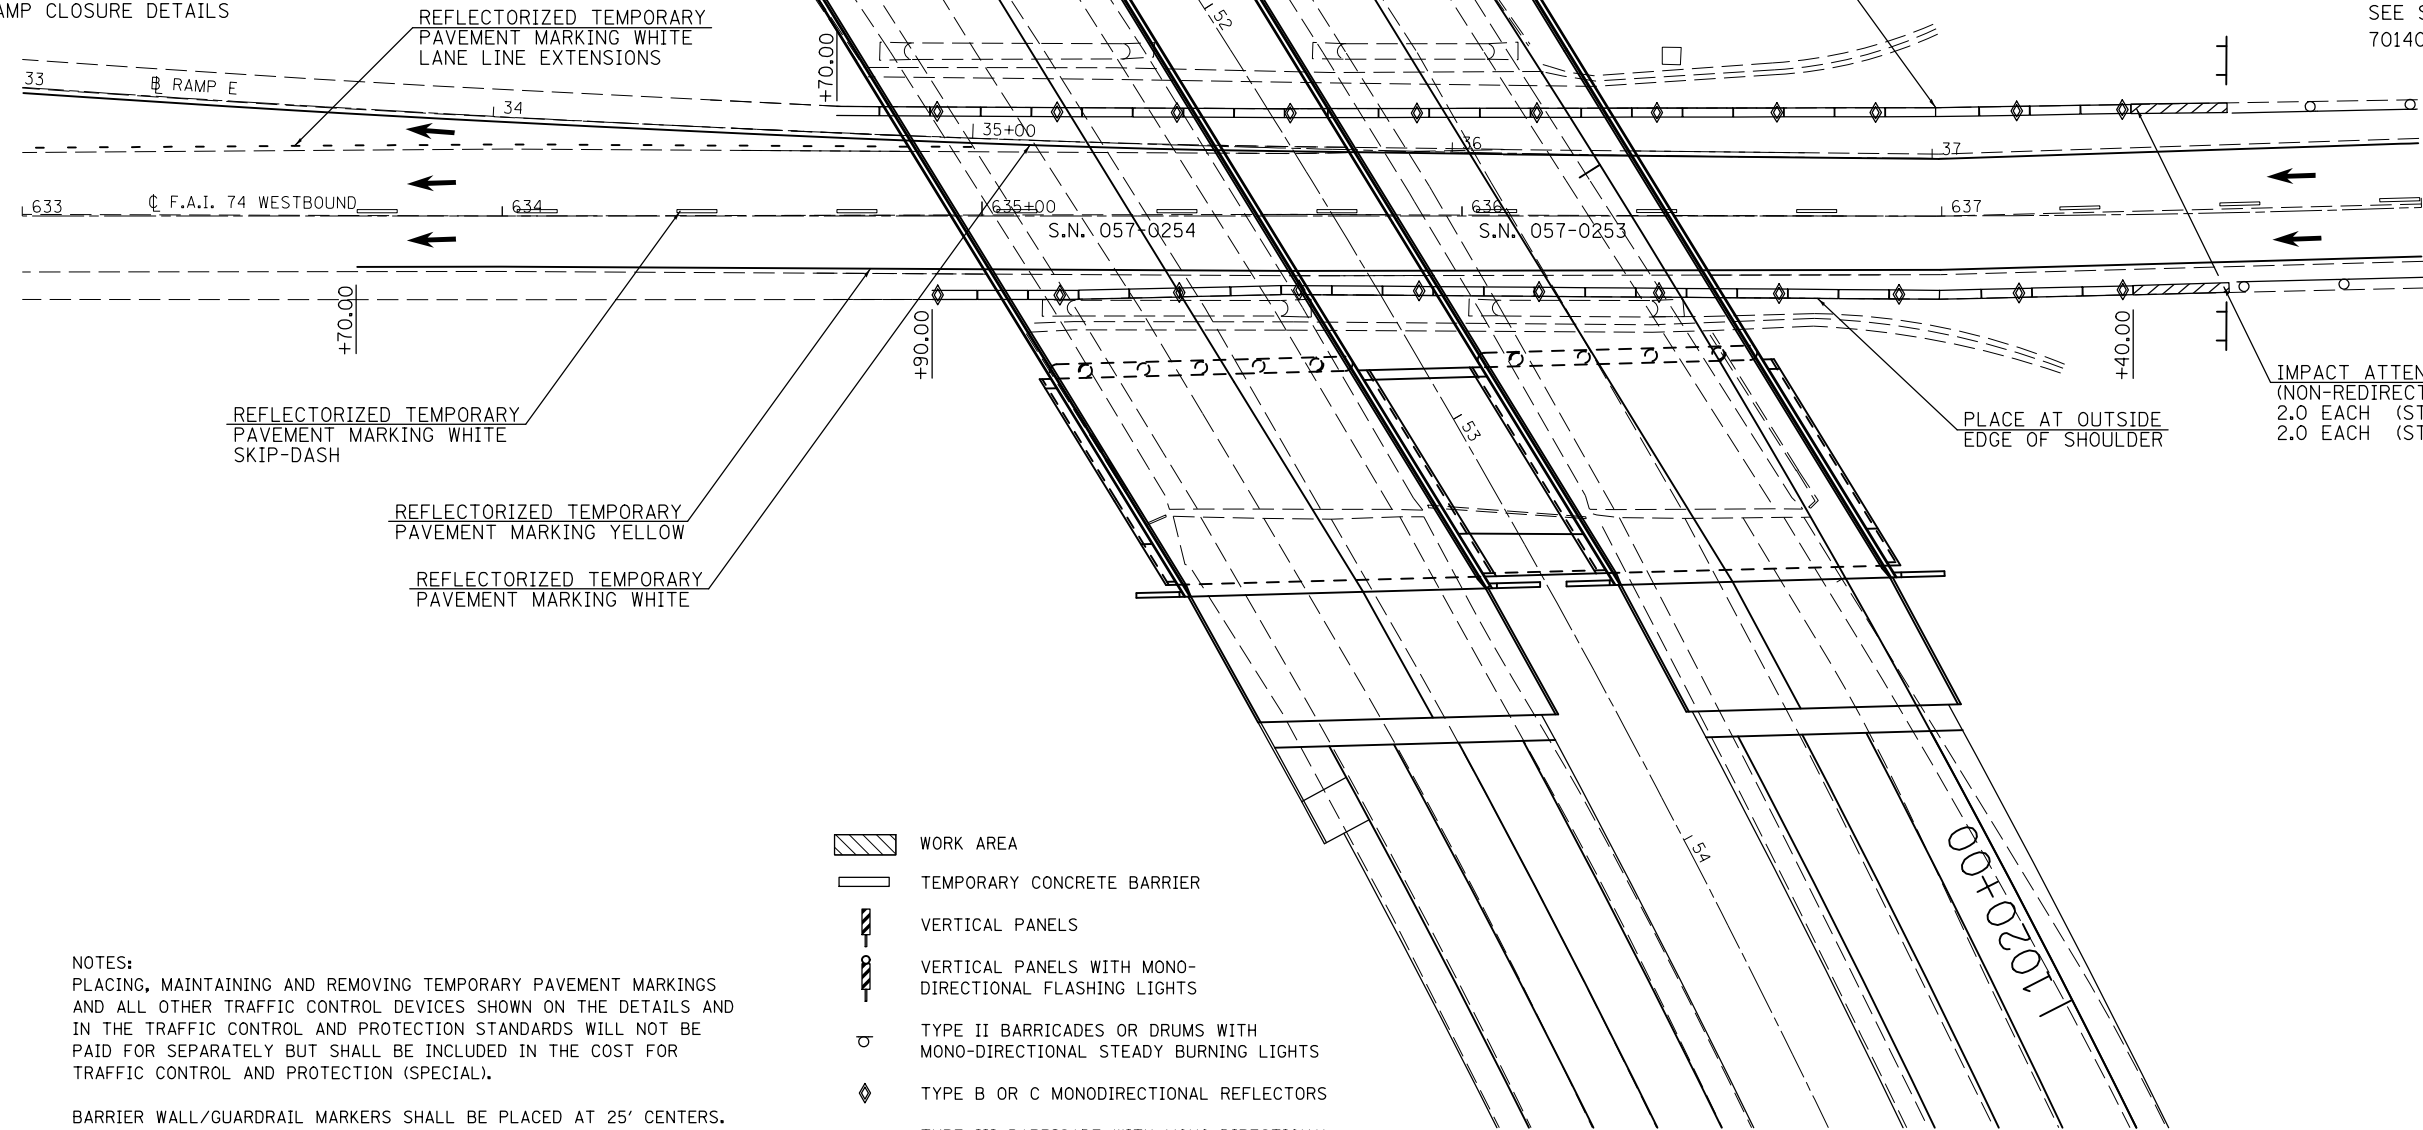 AMP CLOSURE DETAILS
REFLECTORIZED TEMPORARY
PAVEMENT MARKING WHITE
LANE LINE EXTENSIONS
SEE S
7014
52
+70.00
33
℄ RAMP E
34
35+00
36
37
633
℄ F.A.I. 74 WESTBOUND
634
635+00
636
637
S.N. 057-0254
S.N. 057-0253
+70.00
+90.00
+40.00
IMPACT ATTEN
(NON-REDIRECT
2.0 EACH (ST
2.0 EACH (ST
PLACE AT OUTSIDE
EDGE OF SHOULDER
53
REFLECTORIZED TEMPORARY
PAVEMENT MARKING WHITE
SKIP-DASH
REFLECTORIZED TEMPORARY
PAVEMENT MARKING YELLOW
REFLECTORIZED TEMPORARY
PAVEMENT MARKING WHITE
54
1020+00
WORK AREA
TEMPORARY CONCRETE BARRIER
VERTICAL PANELS
VERTICAL PANELS WITH MONO-
DIRECTIONAL FLASHING LIGHTS
TYPE II BARRICADES OR DRUMS WITH
MONO-DIRECTIONAL STEADY BURNING LIGHTS
TYPE B OR C MONODIRECTIONAL REFLECTORS
NOTES:
PLACING, MAINTAINING AND REMOVING TEMPORARY PAVEMENT MARKINGS
AND ALL OTHER TRAFFIC CONTROL DEVICES SHOWN ON THE DETAILS AND
IN THE TRAFFIC CONTROL AND PROTECTION STANDARDS WILL NOT BE
PAID FOR SEPARATELY BUT SHALL BE INCLUDED IN THE COST FOR
TRAFFIC CONTROL AND PROTECTION (SPECIAL).
BARRIER WALL/GUARDRAIL MARKERS SHALL BE PLACED AT 25' CENTERS.